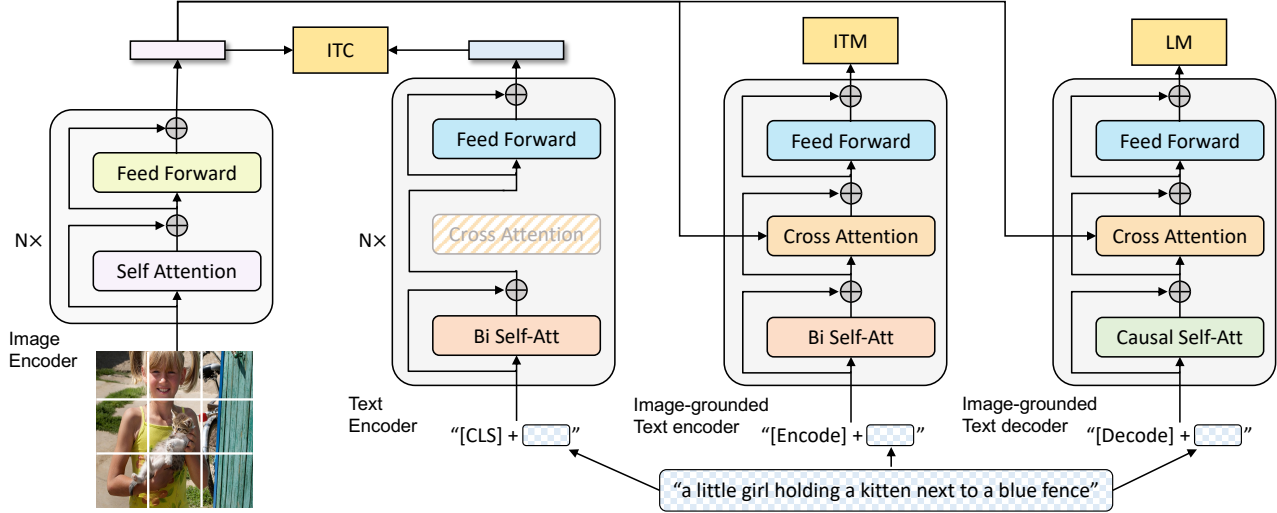 ITC
ITM
LM
Feed Forward
Self Attention
N×
Image
Encoder
Feed Forward
Cross Attention
Bi Self-Att
N×
Text
Encoder
"[CLS] + "
Feed Forward
Cross Attention
Bi Self-Att
Image-grounded
Text encoder
"[Encode] + "
Feed Forward
Cross Attention
Causal Self-Att
Image-grounded
Text decoder
"[Decode] + "
"a little girl holding a kitten next to a blue fence"